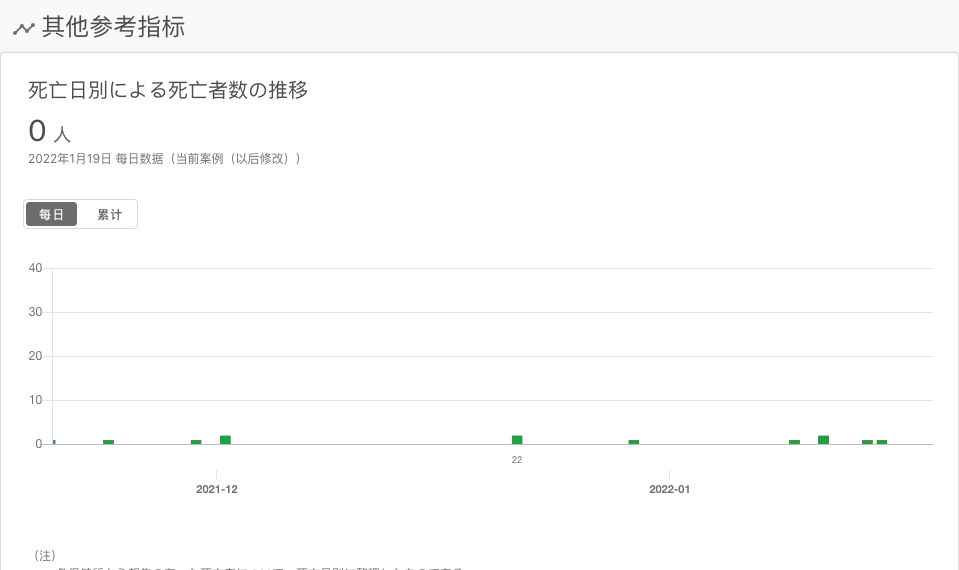 其他参考指标
死亡日別による死亡者数の推移
0 人
2022年1月19日 每日数据（当前案例（以后修改））
每日 累计
40
30
20
10
0
22
2021-12 2022-01
（注）